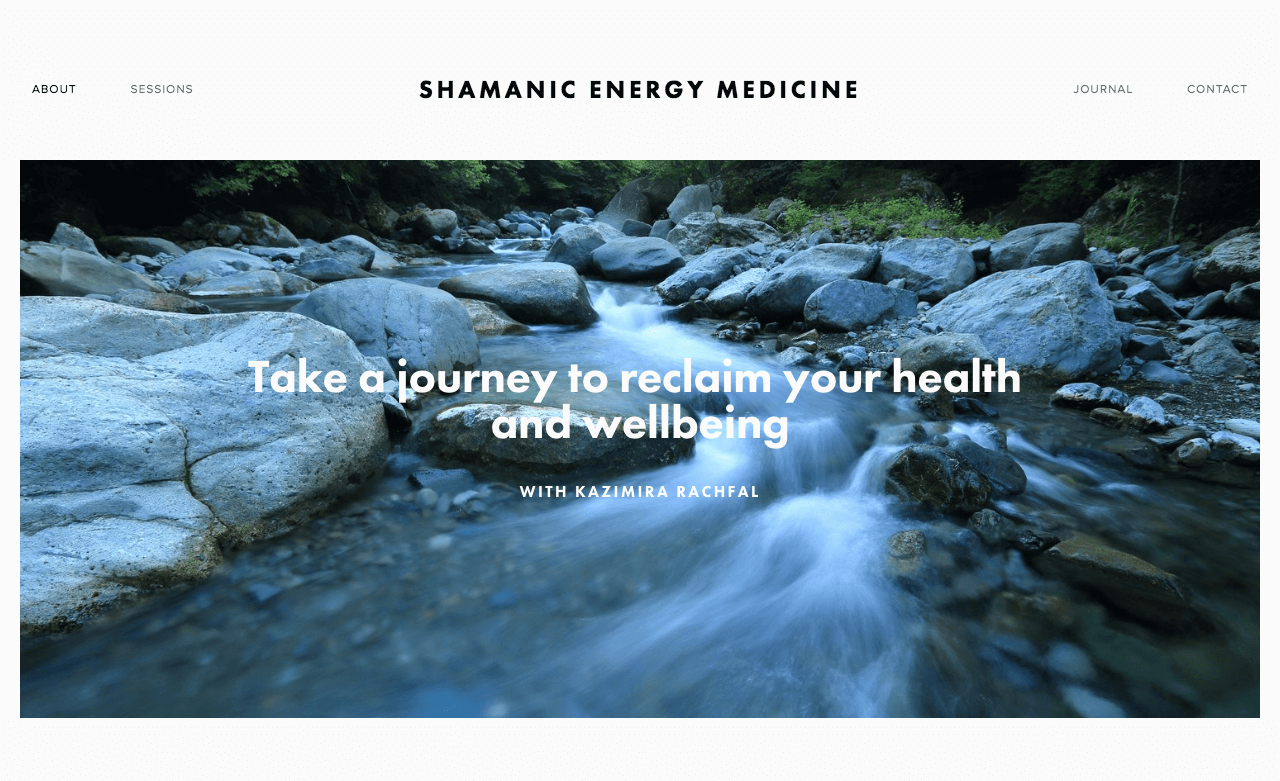 ABOUT
SESSIONS
SHAMANIC ENERGY MEDICINE
JOURNAL
CONTACT
Take a journey to reclaim your health
and wellbeing
WITH KAZIMIRA RACHFAL